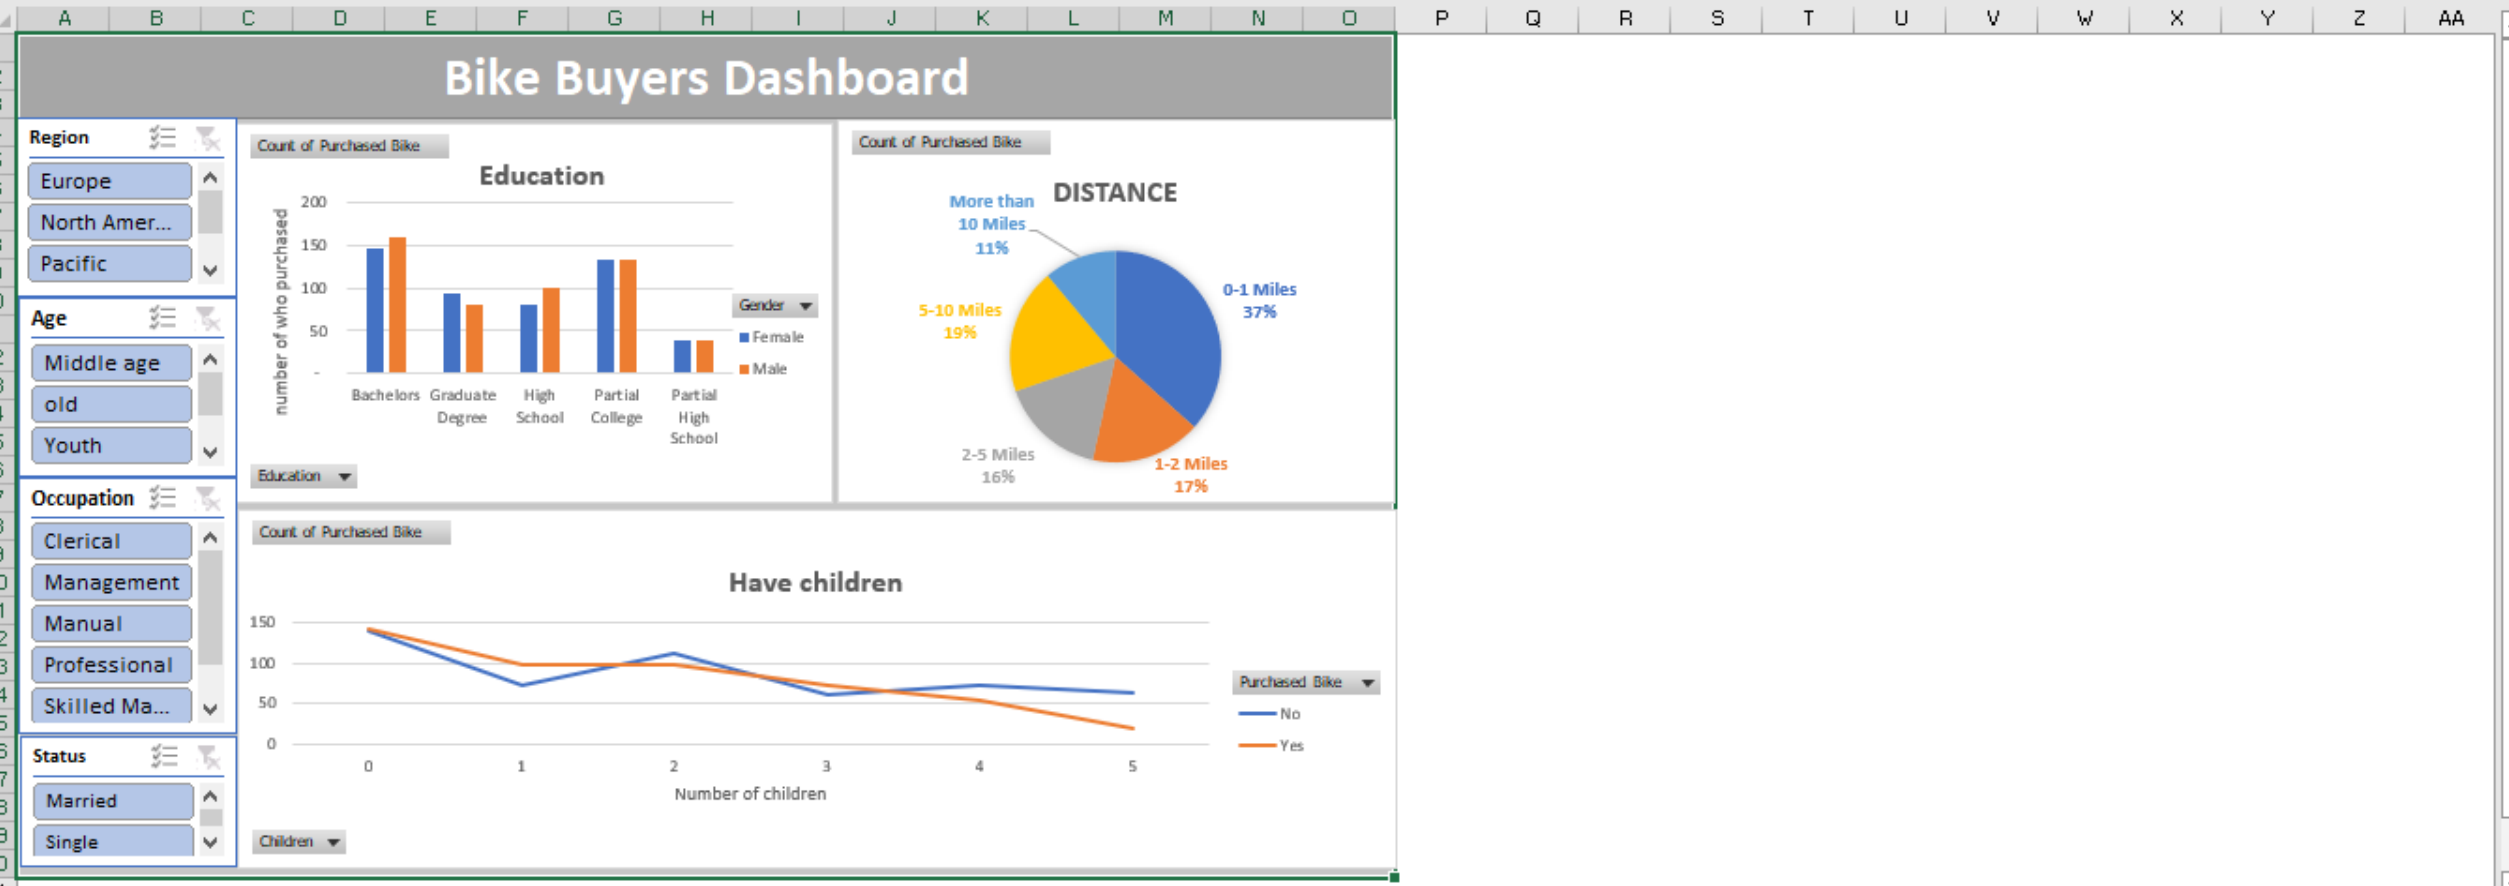 A B C D E F G H I J K L M N O P Q R S T U V W X Y Z AA
Bike Buyers Dashboard
Region
Europe
North Amer...
Pacific
Age
Middle age
old
Youth
Occupation
Clerical
Management
Manual
Professional
Skilled Ma...
Status
Married
Single
Count of Purchased Bike
Education
number of who purchased
200
150
100
50
-
Bachelors
Graduate
Degree
High
School
Partial
College
Partial
High
School
Gender
Female
Male
Education
Count of Purchased Bike
DISTANCE
More than
10 Miles
11%
0-1 Miles
37%
5-10 Miles
19%
2-5 Miles
16%
1-2 Miles
17%
Count of Purchased Bike
Have children
150
100
50
0
0 1 2 3 4 5
Number of children
Purchased Bike
No
Yes
Children